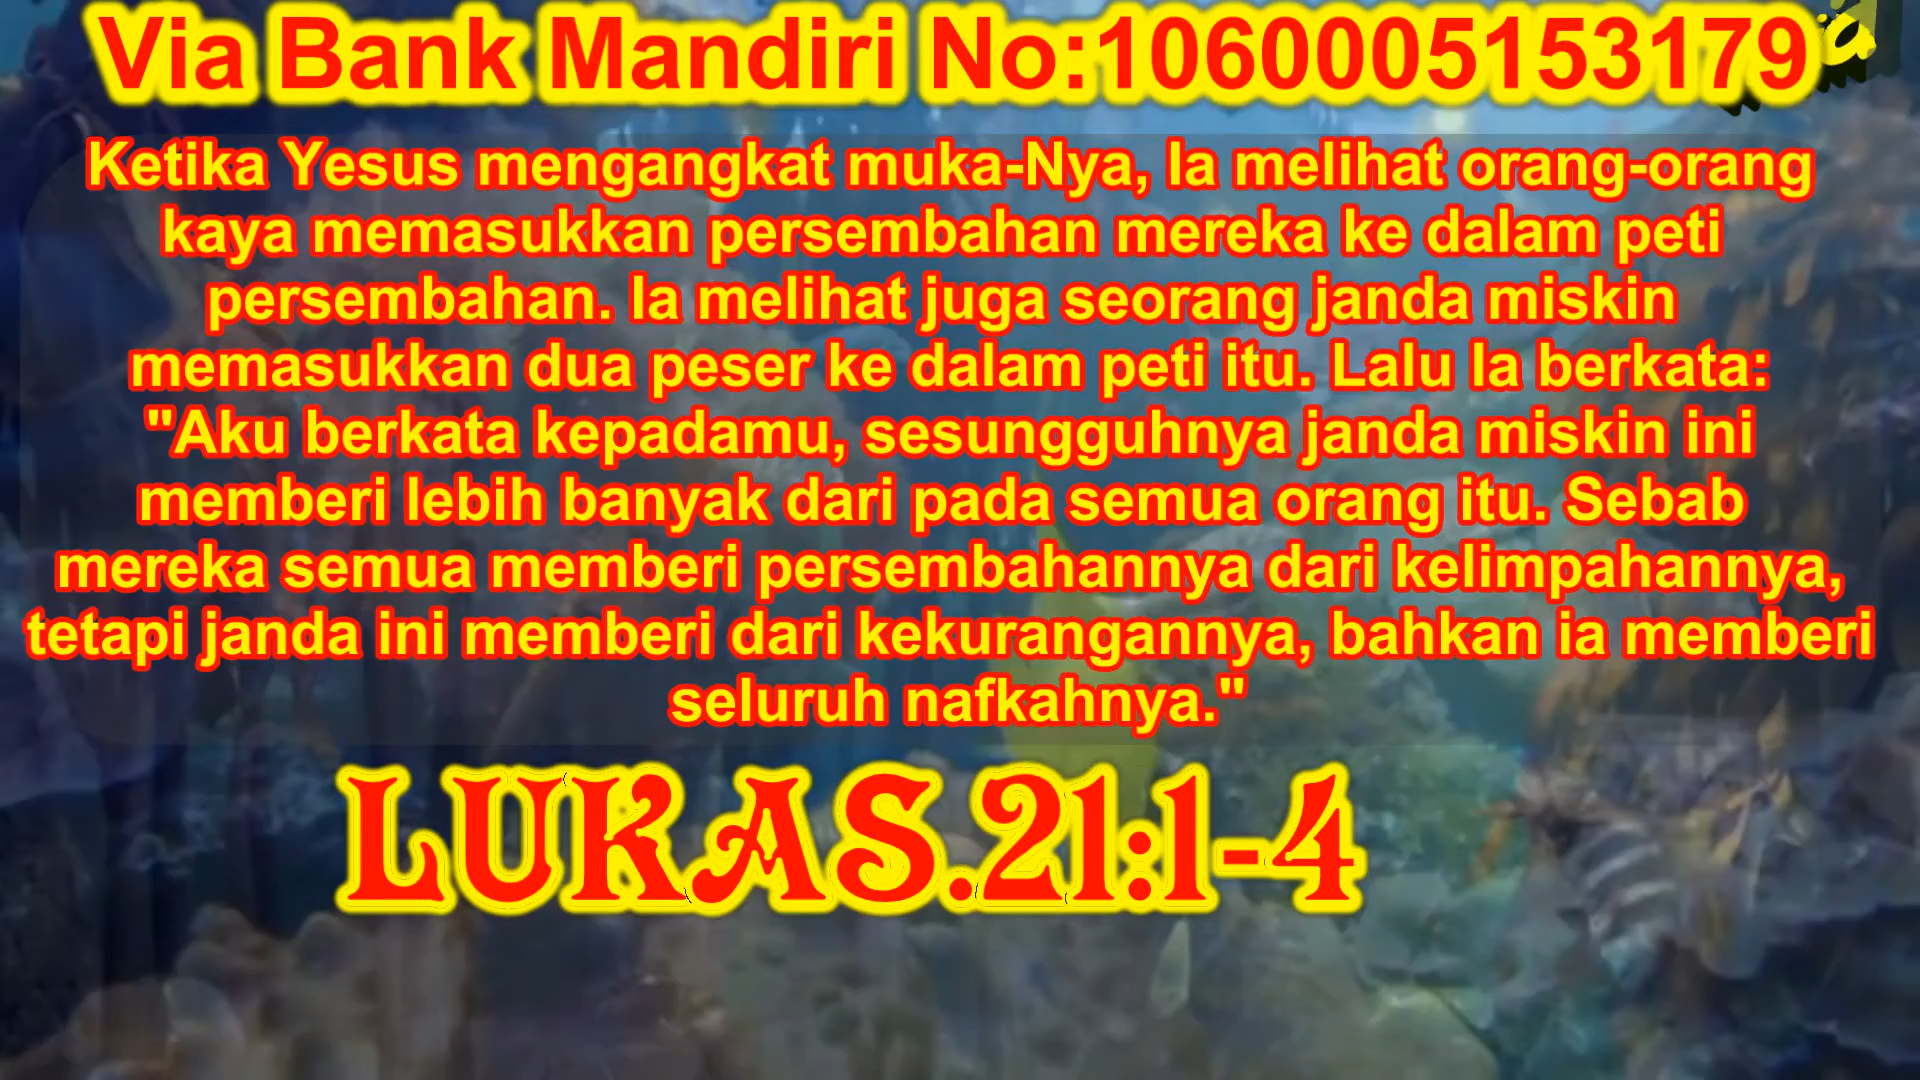 Via Bank Mandiri No:1060005153179
Ketika Yesus mengangkat muka-Nya, Ia melihat orang-orang
kaya memasukkan persembahan mereka ke dalam peti
persembahan. Ia melihat juga seorang janda miskin
memasukkan dua peser ke dalam peti itu. Lalu Ia berkata:
"Aku berkata kepadamu, sesungguhnya janda miskin ini
memberi lebih banyak dari pada semua orang itu. Sebab
mereka semua memberi persembahannya dari kelimpahannya,
tetapi janda ini memberi dari kekurangannya, bahkan ia memberi
seluruh nafkahnya."
LUKAS.21:1-4